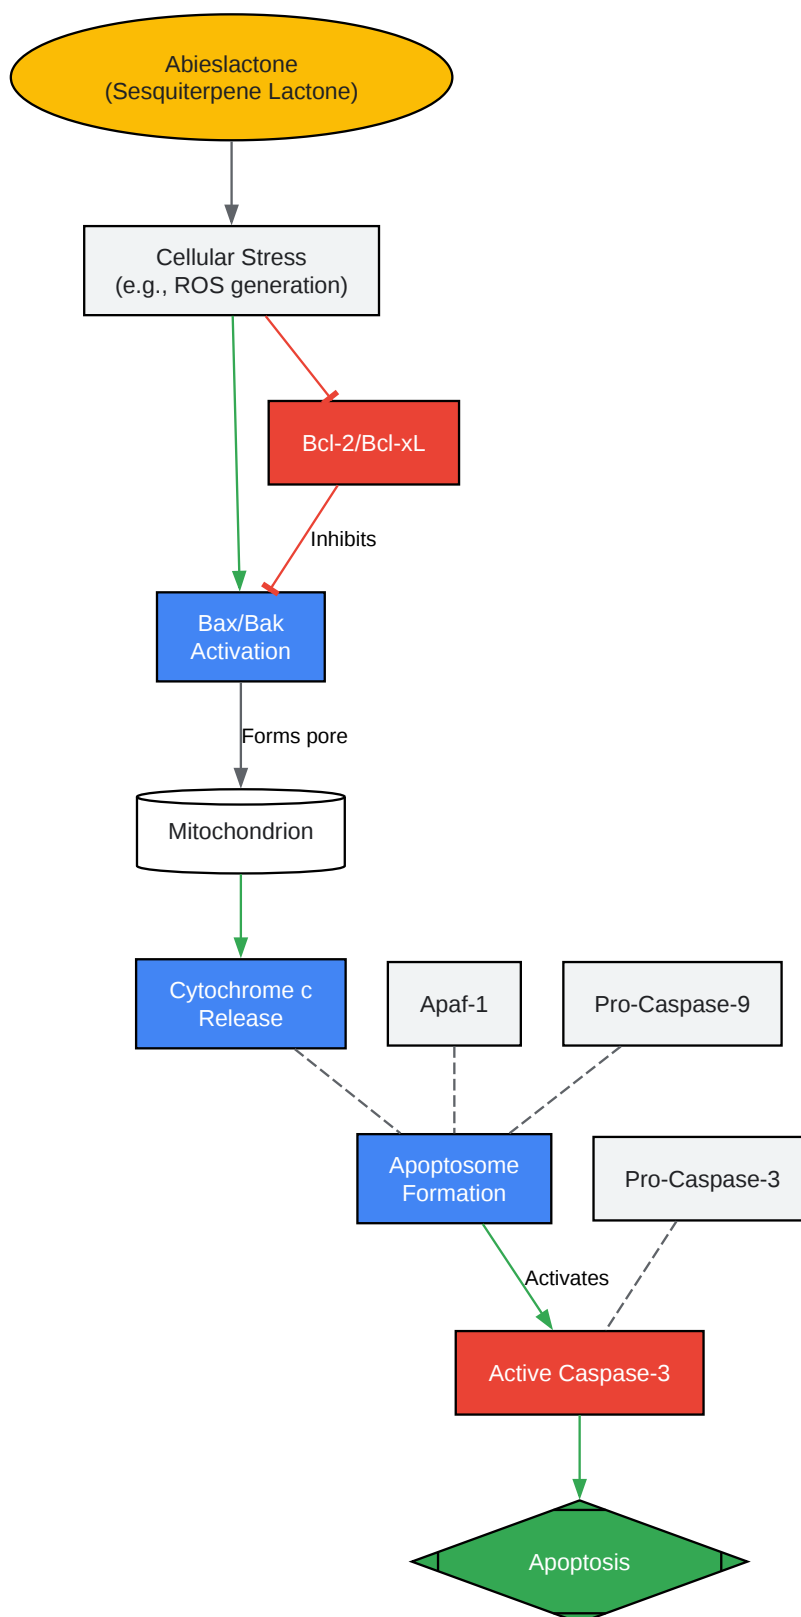 Abieslactone
(Sesquiterpene Lactone)
Cellular Stress
(e.g., ROS generation)
Bcl-2/Bcl-xL
Inhibits
Bax/Bak
Activation
Forms pore
Mitochondrion
Cytochrome c
Release
Apaf-1
Pro-Caspase-9
Apoptosome
Formation
Pro-Caspase-3
Activates
Active Caspase-3
Apoptosis